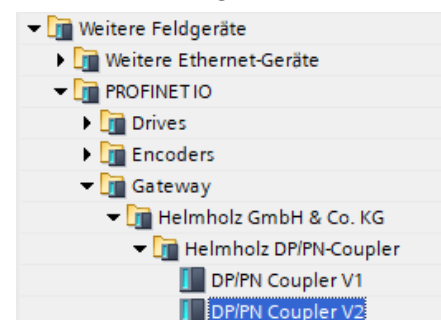 Weitere Feldgeräte
Weitere Ethernet-Geräte
PROFINET IO
Drives
Encoders
Gateway
Helmholz GmbH & Co. KG
Helmholz DP/PN-Coupler
DP/PN Coupler V1
DP/PN Coupler V2